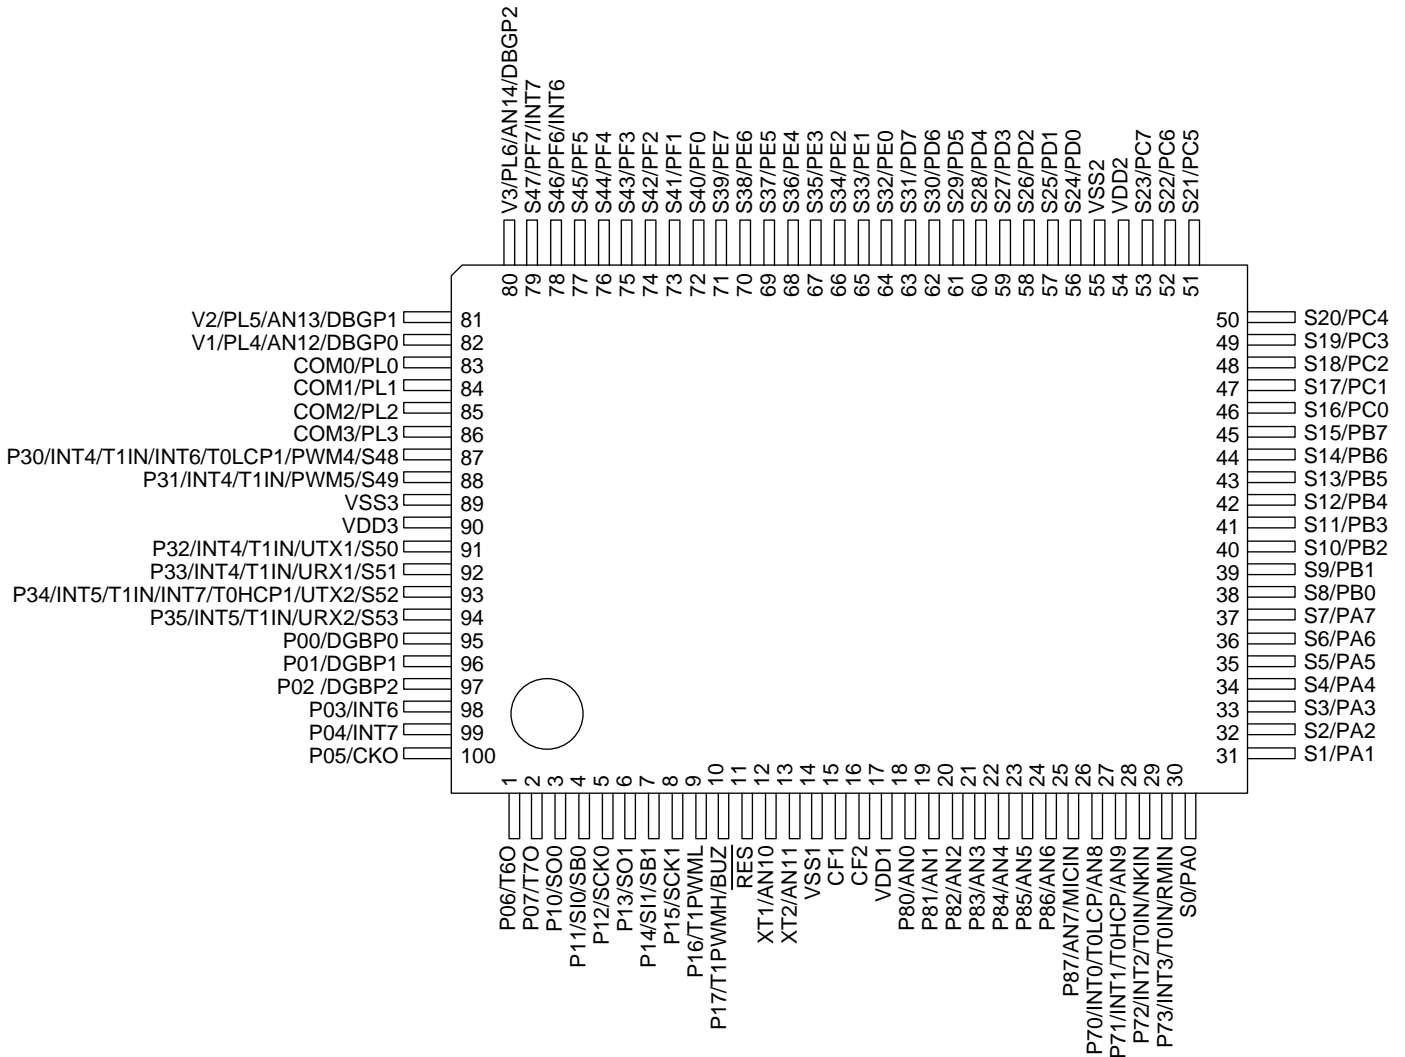 V3/PL6/AN14/DBGP2
S47/PF7/INT7
S46/PF6/INT6
S45/PF5
S44/PF4
S43/PF3
S42/PF2
S41/PF1
S40/PF0
S39/PE7
S38/PE6
S37/PE5
S36/PE4
S35/PE3
S34/PE2
S33/PE1
S32/PE0
S31/PD7
S30/PD6
S29/PD5
S28/PD4
S27/PD3
S26/PD2
S25/PD1
S24/PD0
VSS2
VDD2
S23/PC7
S22/PC6
S21/PC5
80
79
78
77
76
75
74
73
72
71
70
69
68
67
66
65
64
63
62
61
60
59
58
57
56
55
54
53
52
51
V2/PL5/AN13/DBGP1 81
V1/PL4/AN12/DBGP0 82
COM0/PL0 83
COM1/PL1 84
COM2/PL2 85
COM3/PL3 86
P30/INT4/T1IN/INT6/T0LCP1/PWM4/S48 87
P31/INT4/T1IN/PWM5/S49 88
VSS3 89
VDD3 90
P32/INT4/T1IN/UTX1/S50 91
P33/INT4/T1IN/URX1/S51 92
P34/INT5/T1IN/INT7/T0HCP1/UTX2/S52 93
P35/INT5/T1IN/URX2/S53 94
P00/DGBP0 95
P01/DGBP1 96
P02 /DGBP2 97
P03/INT6 98
P04/INT7 99
P05/CKO 100
50 S20/PC4
49 S19/PC3
48 S18/PC2
47 S17/PC1
46 S16/PC0
45 S15/PB7
44 S14/PB6
43 S13/PB5
42 S12/PB4
41 S11/PB3
40 S10/PB2
39 S9/PB1
38 S8/PB0
37 S7/PA7
36 S6/PA6
35 S5/PA5
34 S4/PA4
33 S3/PA3
32 S2/PA2
31 S1/PA1
1
2
3
4
5
6
7
8
9
10
11
12
13
14
15
16
17
18
19
20
21
22
23
24
25
26
27
28
29
30
P06/T6O
P07/T7O
P10/SO0
P11/SI0/SB0
P12/SCK0
P13/SO1
P14/SI1/SB1
P15/SCK1
P16/T1PWML
P17/T1PWMH/BUZ
RES
XT1/AN10
XT2/AN11
VSS1
CF1
CF2
VDD1
P80/AN0
P81/AN1
P82/AN2
P83/AN3
P84/AN4
P85/AN5
P86/AN6
P87/AN7/MICIN
P70/INT0/T0LCP/AN8
P71/INT1/T0HCP/AN9
P72/INT2/T0IN/NKIN
P73/INT3/T0IN/RMIN
S0/PA0